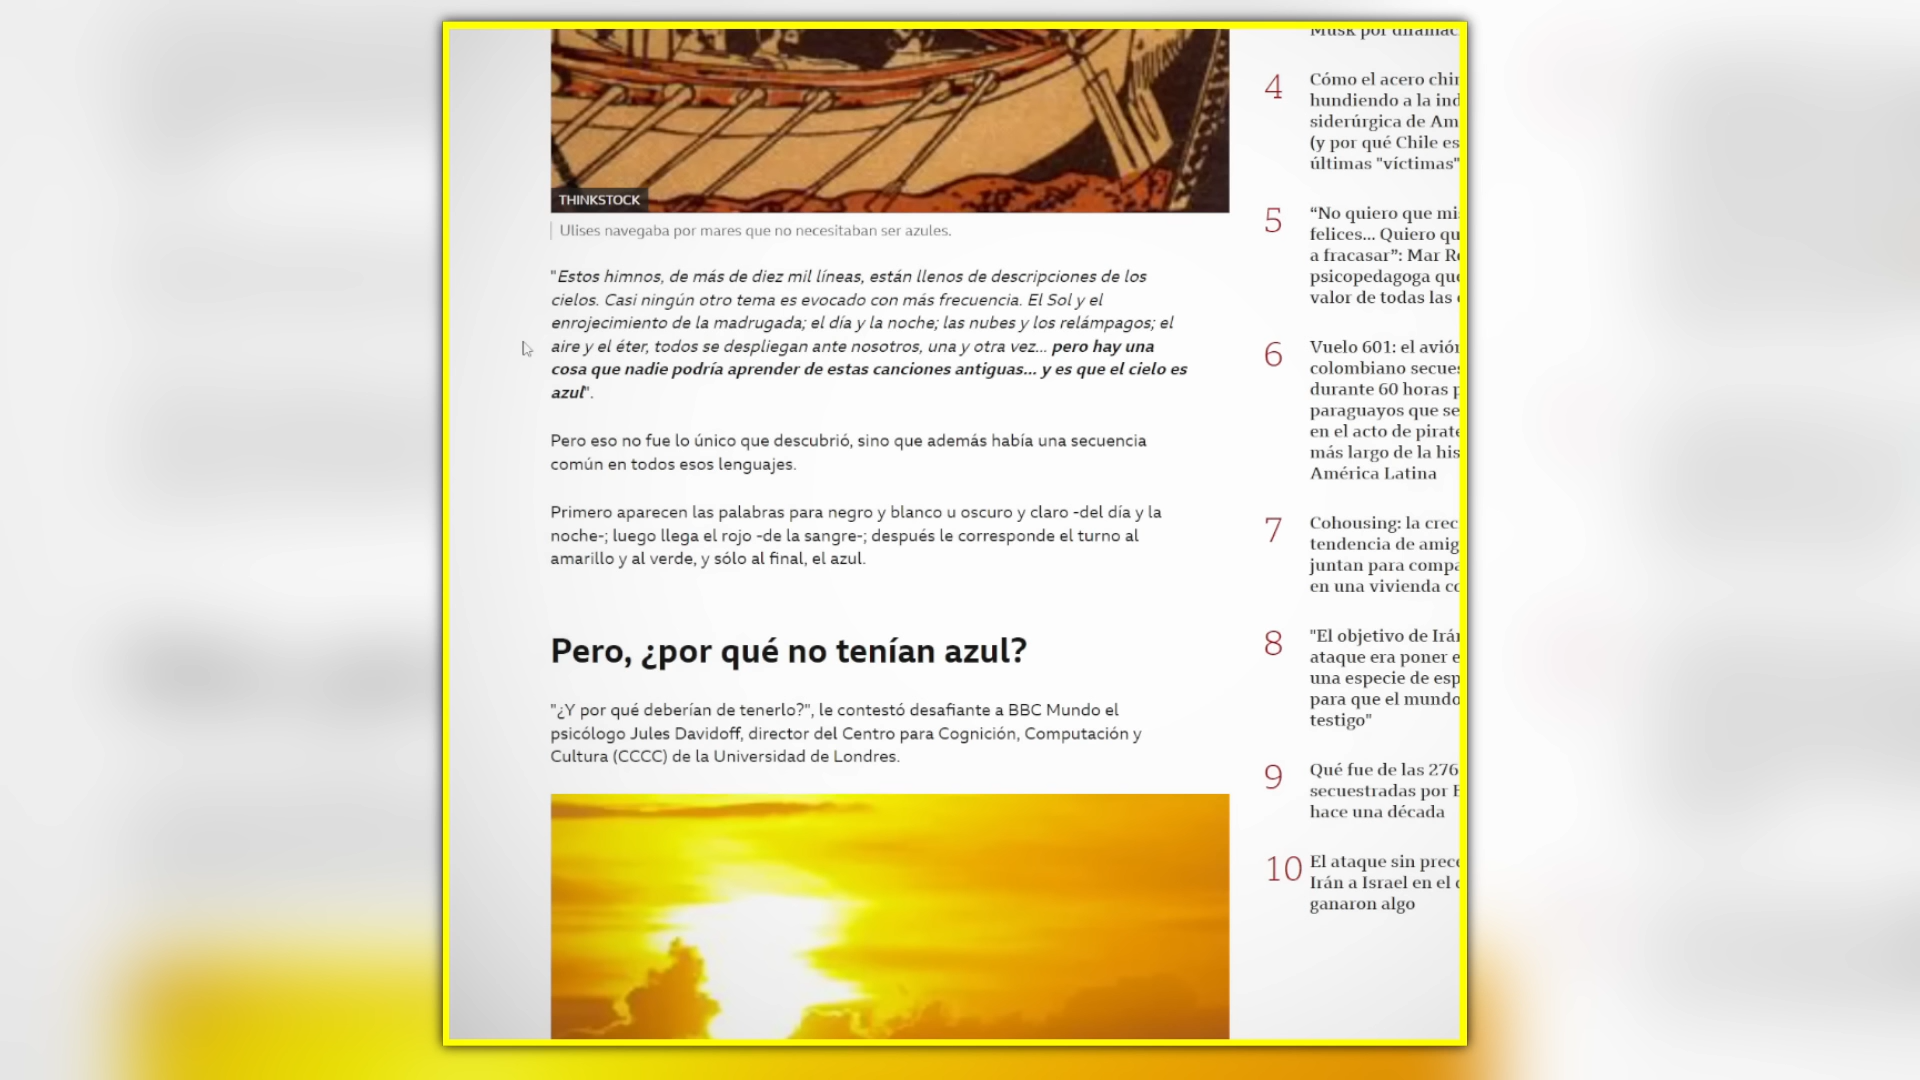 THINKSTOCK
Ulises navegaba por mares que no necesitaban ser azules.
"Estos himnos, de más de diez mil líneas, están llenos de descripciones de los
cielos. Casi ningún otro tema es evocado con más frecuencia. El Sol y el
enrojecimiento de la madrugada; el día y la noche; las nubes y los relámpagos; el
aire y el éter, todos se despliegan ante nosotros, una y otra vez... pero hay una
cosa que nadie podría aprender de estas canciones antiguas... y es que el cielo es
azul".
Pero eso no fue lo único que descubrió, sino que además había una secuencia
común en todos esos lenguajes.
Primero aparecen las palabras para negro y blanco u oscuro y claro -del día y la
noche-; luego llega el rojo -de la sangre-; después le corresponde el turno al
amarillo y al verde, y sólo al final, el azul.
Pero, ¿por qué no tenían azul?
"¿Y por qué deberían de tenerlo?", le contestó desafiante a BBC Mundo el
psicólogo Jules Davidoff, director del Centro para Cognición, Computación y
Cultura (CCCC) de la Universidad de Londres.
Musk por
4
Cómo el acero
hundiendo a la
siderúrgica de
(y por qué Chile
últimas "víctimas"
5
“No quiero que
felices... Quiero
a fracasar”: Mar
psicopedagoga
valor de todas las
6
Vuelo 601: el
colombiano
durante 60 horas
paraguayos que
en el acto de
más largo de la
América Latina
7
Cohousing: la
tendencia de
juntan para
en una vivienda
8
"El objetivo de
ataque era poner
una especie de
para que el mundo
testigo"
9
Qué fue de las 276
secuestradas por
hace una década
10
El ataque sin
Irán a Israel en el
ganaron algo